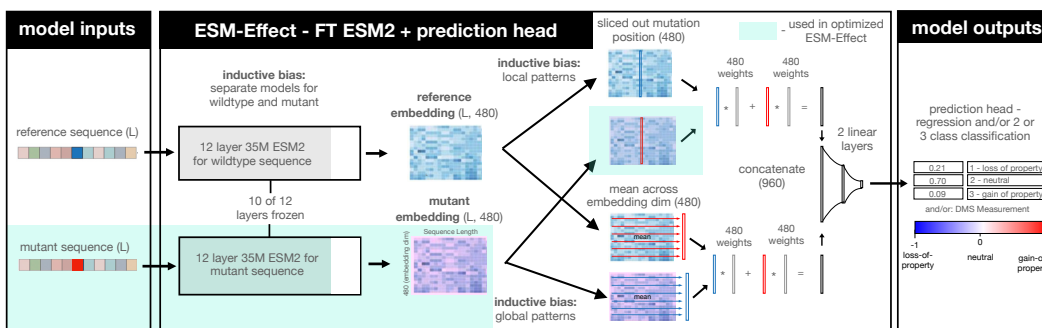 model inputs
ESM-Effect - FT ESM2 + prediction head
model outputs
reference sequence (L)
mutant sequence (L)
inductive bias:
separate models for
wildtype and mutant
12 layer 35M ESM2
for wildtype sequence
10 of 12
layers frozen
12 layer 35M ESM2 for
mutant sequence
reference
embedding (L, 480)
mutant
embedding (L, 480)
Sequence Length
480 (embedding dim)
inductive bias:
local patterns
sliced out mutation
position (480)
mean across
embedding dim (480)
mean
mean
inductive bias:
global patterns
- used in optimized
ESM-Effect
480
weights
480
weights
* + * =
concatenate
(960)
480
weights
480
weights
* + * =
2 linear
layers
prediction head -
regression and/or 2 or
3 class classification
0.21 1 - loss of property
0.70 2 - neutral
0.09 3 - gain of property
and/or: DMS Measurement
-1 0
loss-of-
property
neutral
gain-o
proper